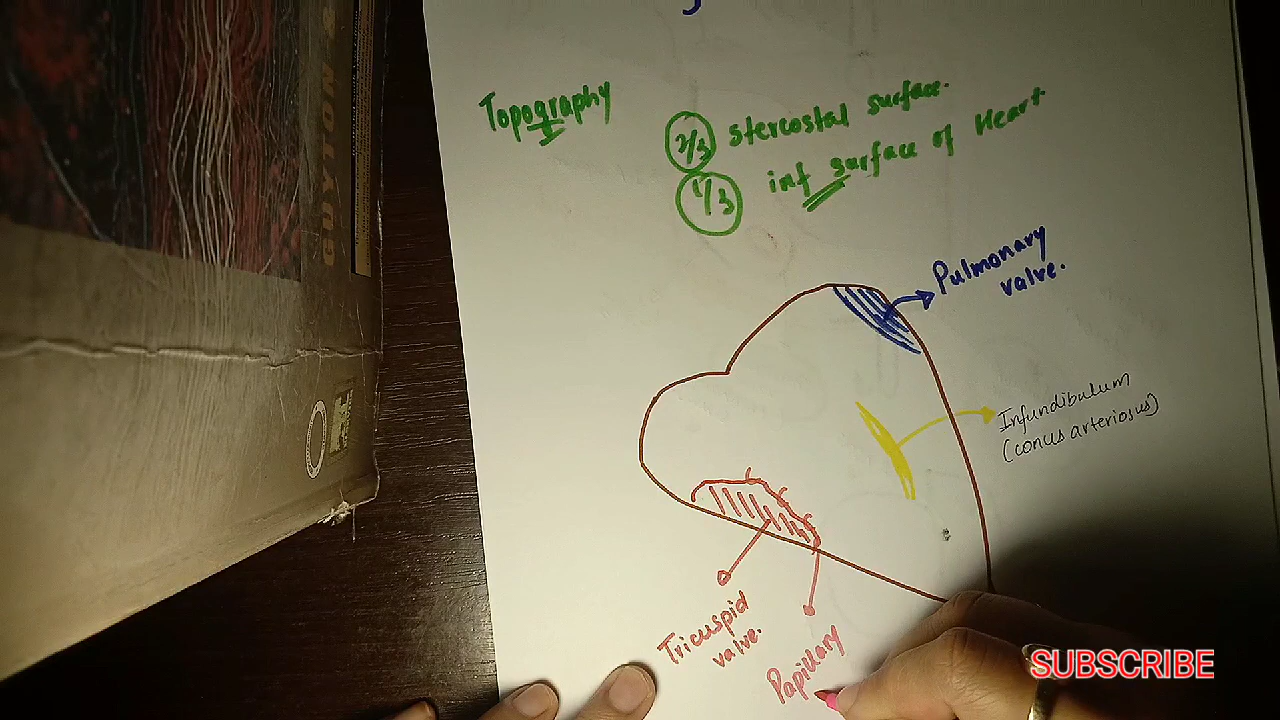 Topography
2/3 stercostal surface.
1/3 inf surface of Heart.
Pulmonary
valve.
Infundibulum
(conus arteriosus)
Tricuspid
valve.
Papillary
GUYTON
SUBSCRIBE